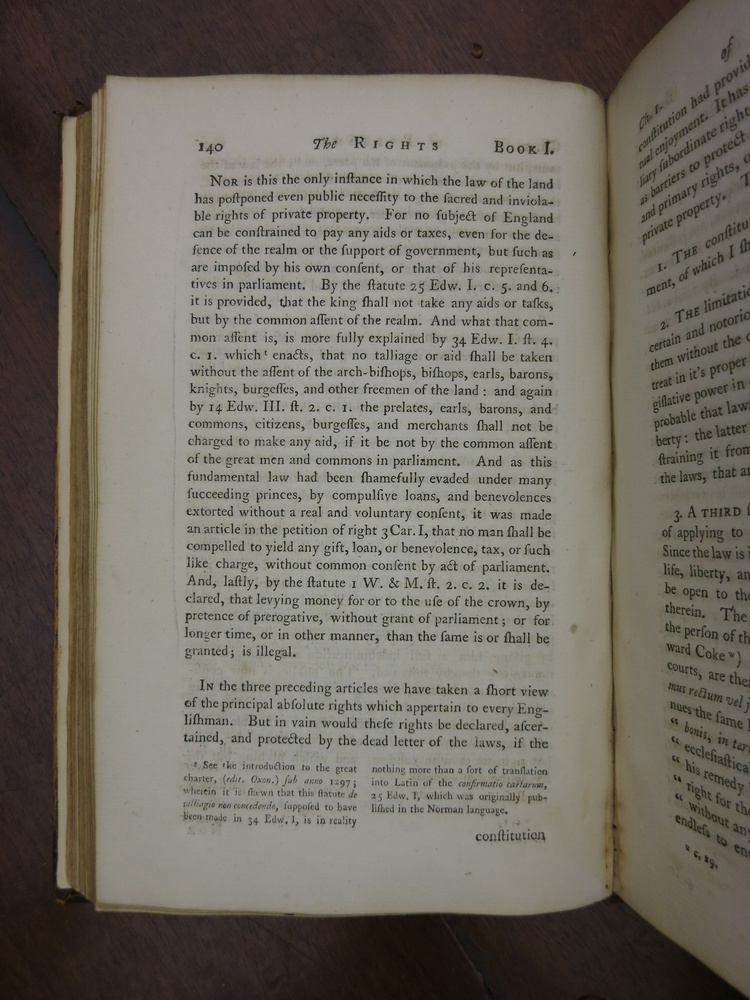 140 The RIGHTS BOOK I.
NOR is this the only inſtance in which the law of the land
has poſtponed even public neceſſity to the ſacred and inviola-
ble rights of private property. For no ſubject of England
can be conſtrained to pay any aids or taxes, even for the de-
fence of the realm or the ſupport of government, but ſuch as
are impoſed by his own conſent, or that of his repreſenta-
tives in parliament. By the ſtatute 25 Edw. I. c. 5. and 6.
it is provided, that the king ſhall not take any aids or taſks,
but by the common aſſent of the realm. And what that com-
mon aſſent is, is more fully explained by 34 Edw. I. ſt. 4.
c. 1. which enacts, that no talliage or aid ſhall be taken
without the aſſent of the arch-biſhops, biſhops, earls, barons,
knights, burgeſſes, and other freemen of the land : and again
by 14 Edw. III. ſt. 2. c. 1. the prelates, earls, barons, and
commons, citizens, burgeſſes, and merchants ſhall not be
charged to make any aid, if it be not by the common aſſent
of the great men and commons in parliament. And as this
fundamental law had been ſhamefully evaded under many
ſucceeding princes, by compulſive loans, and benevolences
extorted without a real and voluntary conſent, it was made
an article in the petition of right 3 Car. I, that no man ſhall be
compelled to yield any gift, loan, or benevolence, tax, or ſuch
like charge, without common conſent by act of parliament.
And, laſtly, by the ſtatute 1 W. & M. ſt. 2. c. 2. it is de-
clared, that levying money for or to the uſe of the crown, by
pretence of prerogative, without grant of parliament ; or for
longer time, or in other manner, than the ſame is or ſhall be
granted ; is illegal.
IN the three preceding articles we have taken a ſhort view
of the principal abſolute rights which appertain to every Eng-
liſhman. But in vain would theſe rights be declared, aſcer-
tained, and protected by the dead letter of the laws, if the
See the introduction to the great
charter, (edit. Oxon.) ſub anno 1297 ;
wherein it is ſhewn that this ſtatute de
talliagio non concedendo, ſuppoſed to have
been made in 34 Edw. I, is in reality
nothing more than a ſort of tranſlation
into Latin of the confirmatio cartarum,
25 Edw. I, which was originally pub-
liſhed in the Norman language.
conſtitution
of
Ch. 1.
conſtitution had provid
tual enjoyment. It has
liary ſubordinate right
as barriers to protect
and primary rights,
private property. T
1. THE conſtitu
ment, of which I ſh
2. THE limitatio
certain and notorio
them without the c
treat in it's proper
giſlative power in
probable that law
berty : the latter
ſtraining it from
the laws, that a
3. A THIRD
of applying to
Since the law is i
life, liberty, an
be open to the
therein. The
the perſon of th
ward Coke w)
courts, are the
mus rectum vel j
nues the ſame
“ bonis, in ter
“ eccleſiaſtica
“ his remedy
“ right for the
“ without an
endleſs to en
c. 29.